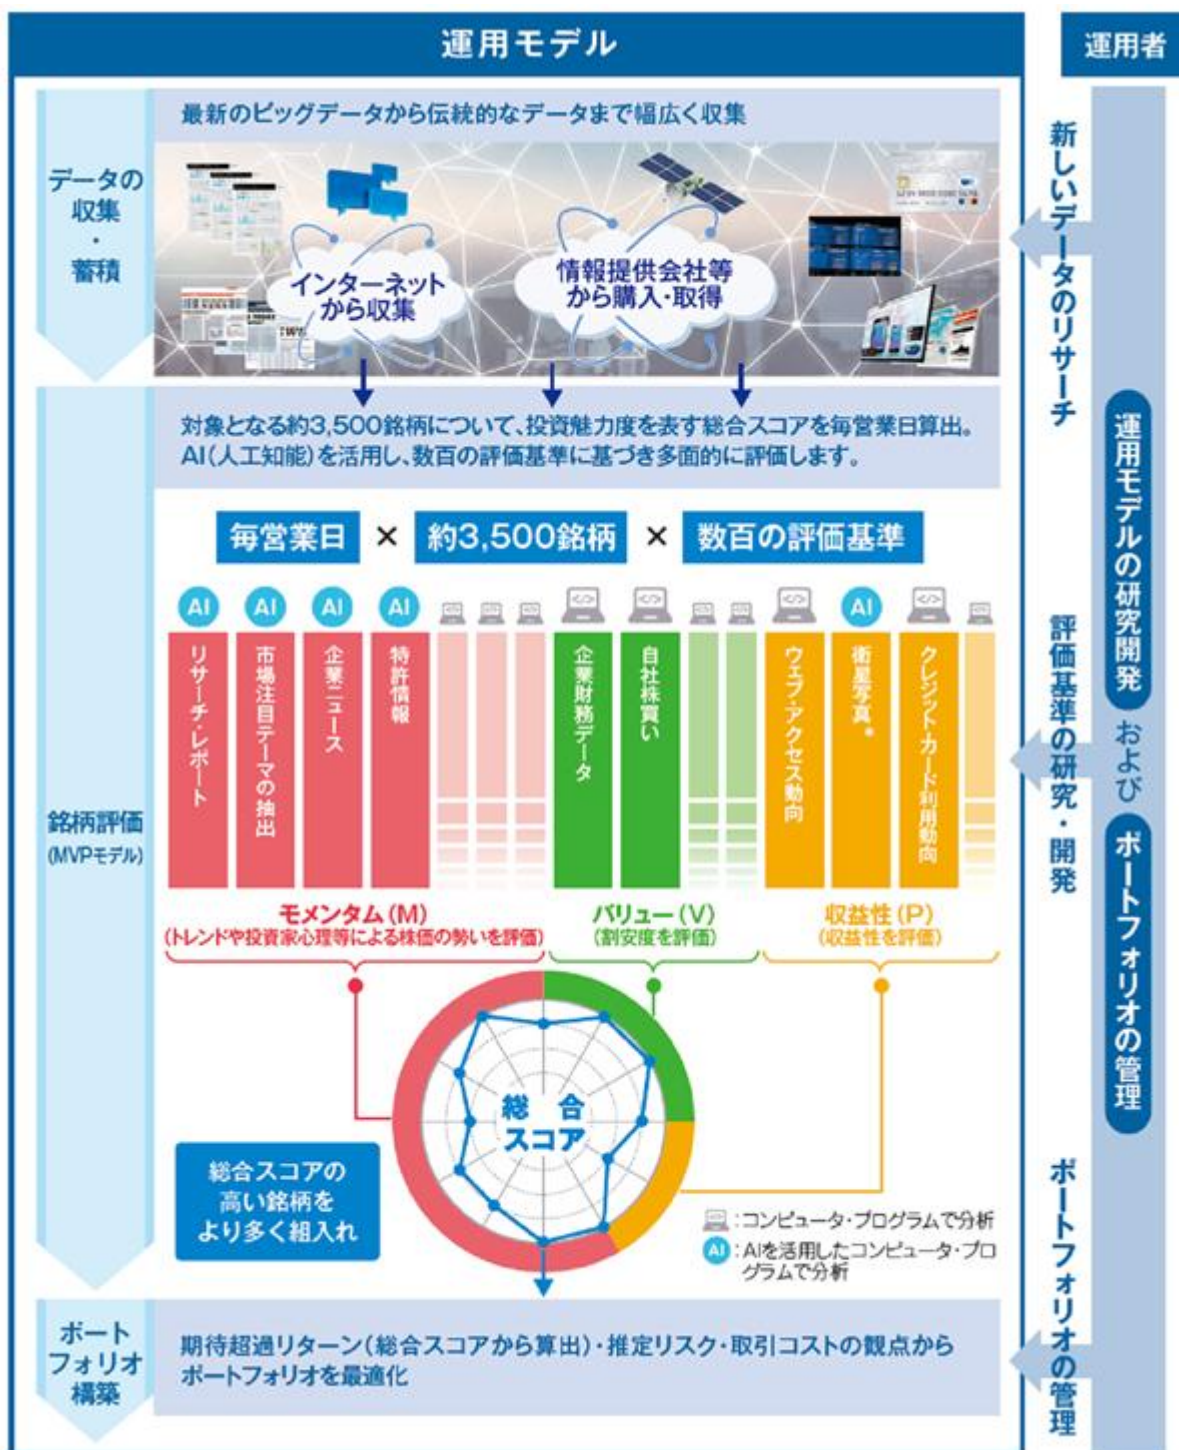 運用モデル
運用者
データの
収集
・
蓄積
最新のビッグデータから伝統的なデータまで幅広く収集
インターネット
から収集
情報提供会社等
から購入・取得
新しいデータのリサーチ
対象となる約3,500銘柄について、投資魅力度を表す総合スコアを毎営業日算出。
AI(人工知能)を活用し、数百の評価基準に基づき多面的に評価します。
毎営業日 × 約3,500銘柄 × 数百の評価基準
銘柄評価
(MVPモデル)
AI
AI
AI
AI
AI
リサーチ・レポート
市場注目テーマの抽出
企業ニュース
特許情報
企業財務データ
自社株買い
ウェブ・アクセス動向
衛星写真※
クレジット・カード利用動向
モメンタム(M)
(トレンドや投資家心理等による株価の勢いを評価)
バリュー(V)
(割安度を評価)
収益性(P)
(収益性を評価)
総合
スコア
総合スコアの
高い銘柄を
より多く組入れ
:コンピュータ・プログラムで分析
AI :AIを活用したコンピュータ・プロ
グラムで分析
評価基準の研究・開発
運用モデルの研究開発
および
ポートフォリオの管理
ポート
フォリオ
構築
期待超過リターン(総合スコアから算出)・推定リスク・取引コストの観点から
ポートフォリオを最適化
ポートフォリオの管理